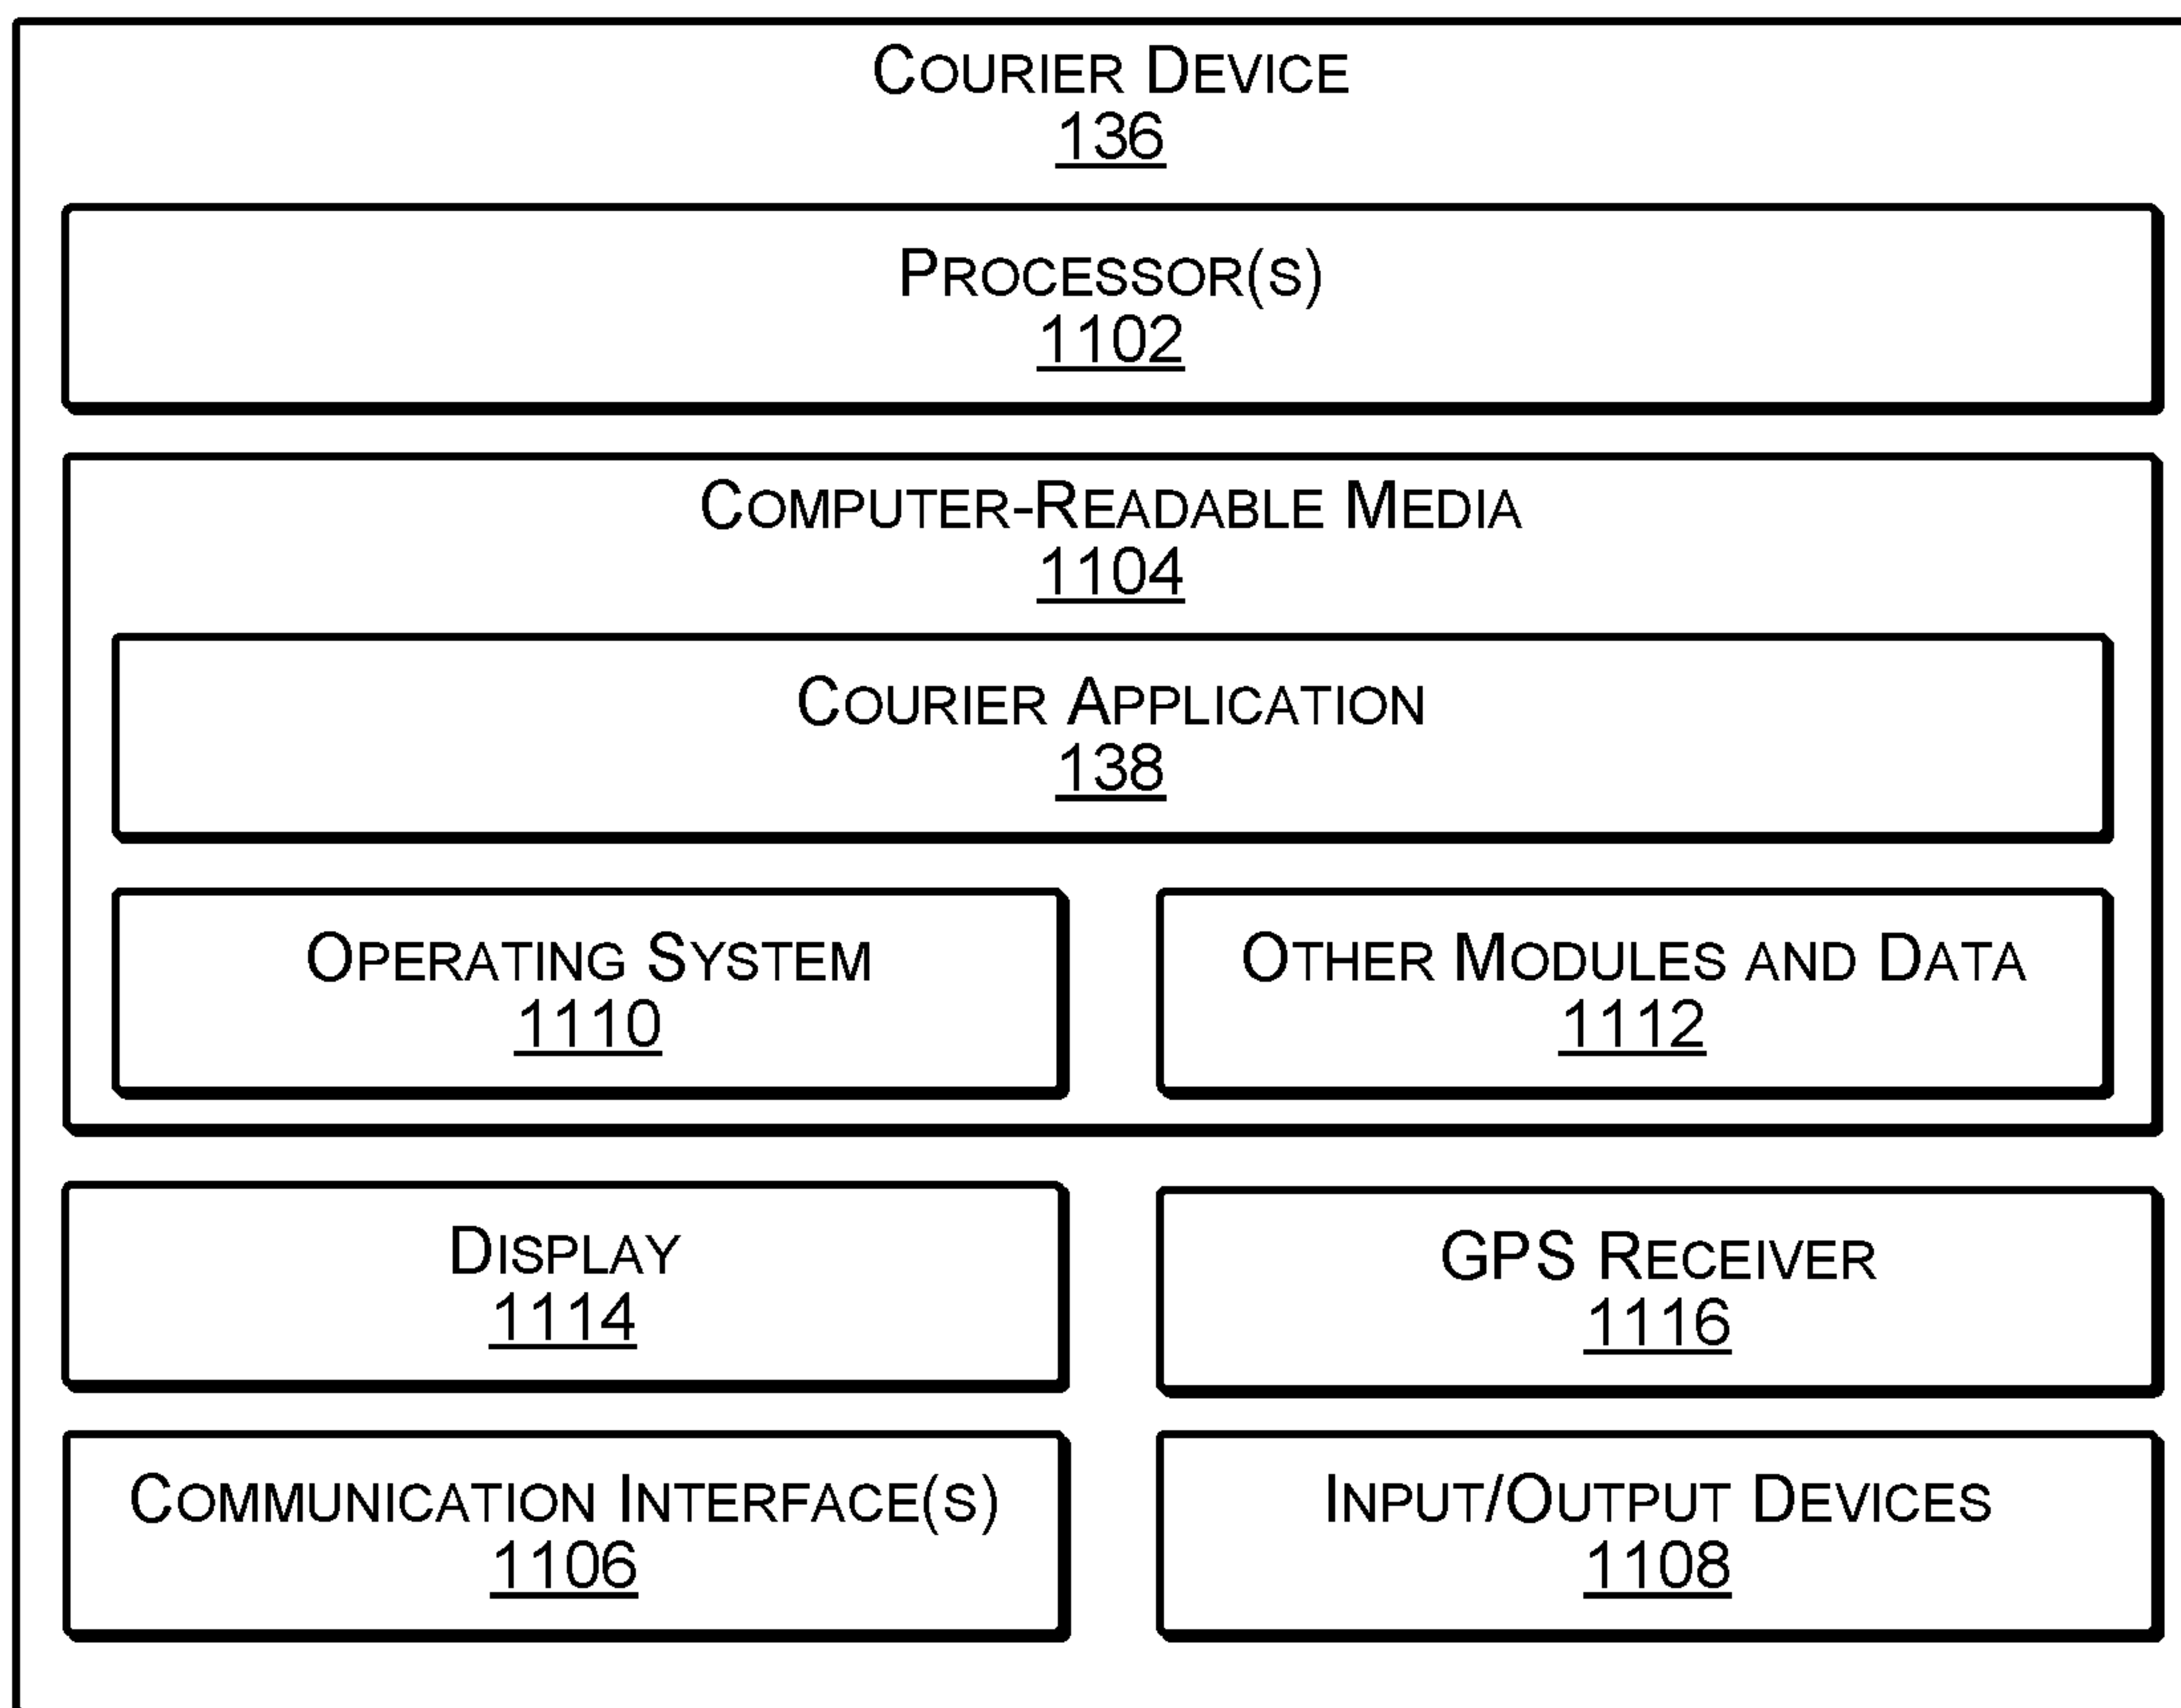 COURIER DEVICE
136
PROCESSOR(S)
1102
COMPUTER-READABLE MEDIA
1104
COURIER APPLICATION
138
OPERATING SYSTEM
1110
OTHER MODULES AND DATA
1112
DISPLAY
1114
GPS RECEIVER
1116
COMMUNICATION INTERFACE(S)
1106
INPUT/OUTPUT DEVICES
1108